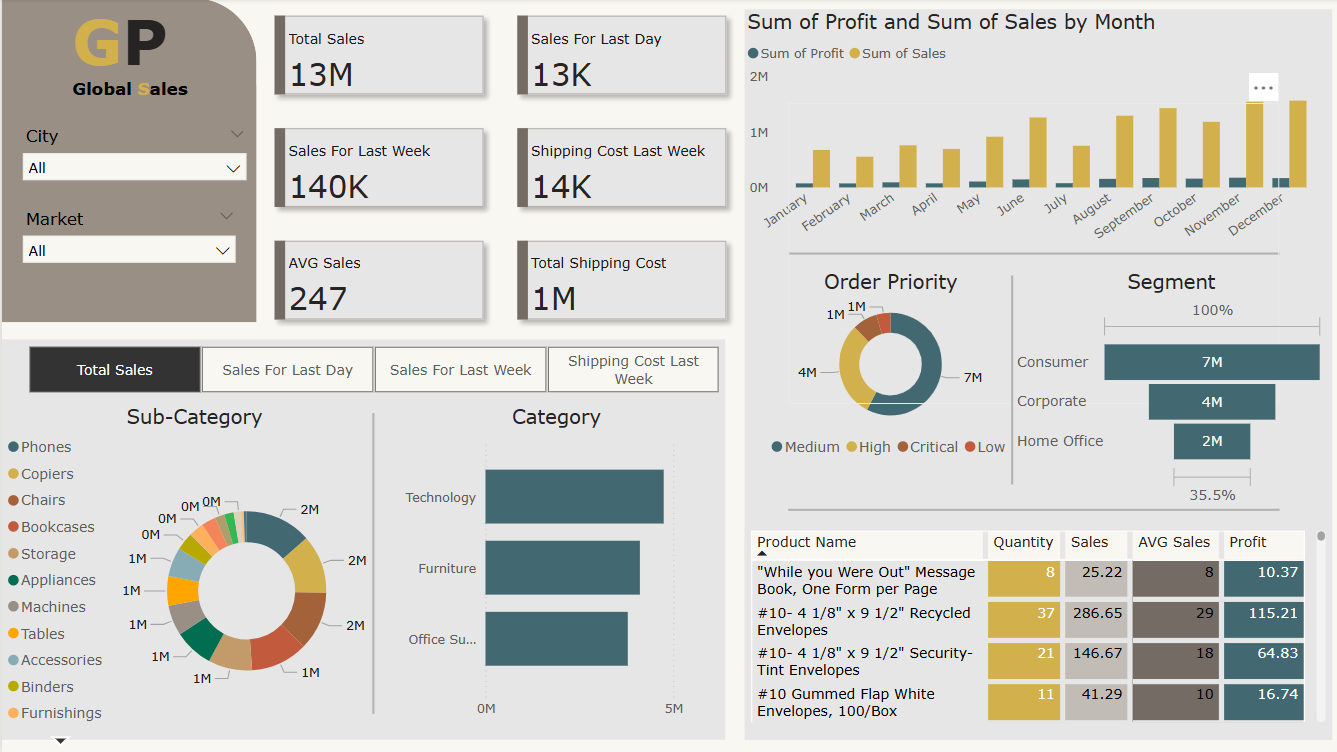 GP
Global Sales
City
All
Market
All
Total Sales
13M
Sales For Last Day
13K
Sales For Last Week
140K
Shipping Cost Last Week
14K
AVG Sales
247
Total Shipping Cost
1M
Sum of Profit and Sum of Sales by Month
Sum of Profit Sum of Sales
2M
1M
0M
January
February
March
April
May
June
July
August
September
October
November
December
Order Priority
1M
1M
4M
7M
Medium High Critical Low
Segment
100%
Consumer 7M
Corporate 4M
Home Office 2M
35.5%
Total Sales
Sales For Last Day
Sales For Last Week
Shipping Cost Last
Week
Sub-Category
Phones
Copiers
Chairs
Bookcases
Storage
Appliances
Machines
Tables
Accessories
Binders
Furnishings
2M
2M
2M
1M
1M
1M
1M
1M
1M
0M
0M
0M
0M
Category
Technology
Furniture
Office Su...
0M 5M
Product Name Quantity Sales AVG Sales Profit
"While you Were Out" Message 8 25.22 8 10.37
Book, One Form per Page
#10- 4 1/8" x 9 1/2" Recycled 37 286.65 29 115.21
Envelopes
#10- 4 1/8" x 9 1/2" Security- 21 146.67 18 64.83
Tint Envelopes
#10 Gummed Flap White 11 41.29 10 16.74
Envelopes, 100/Box